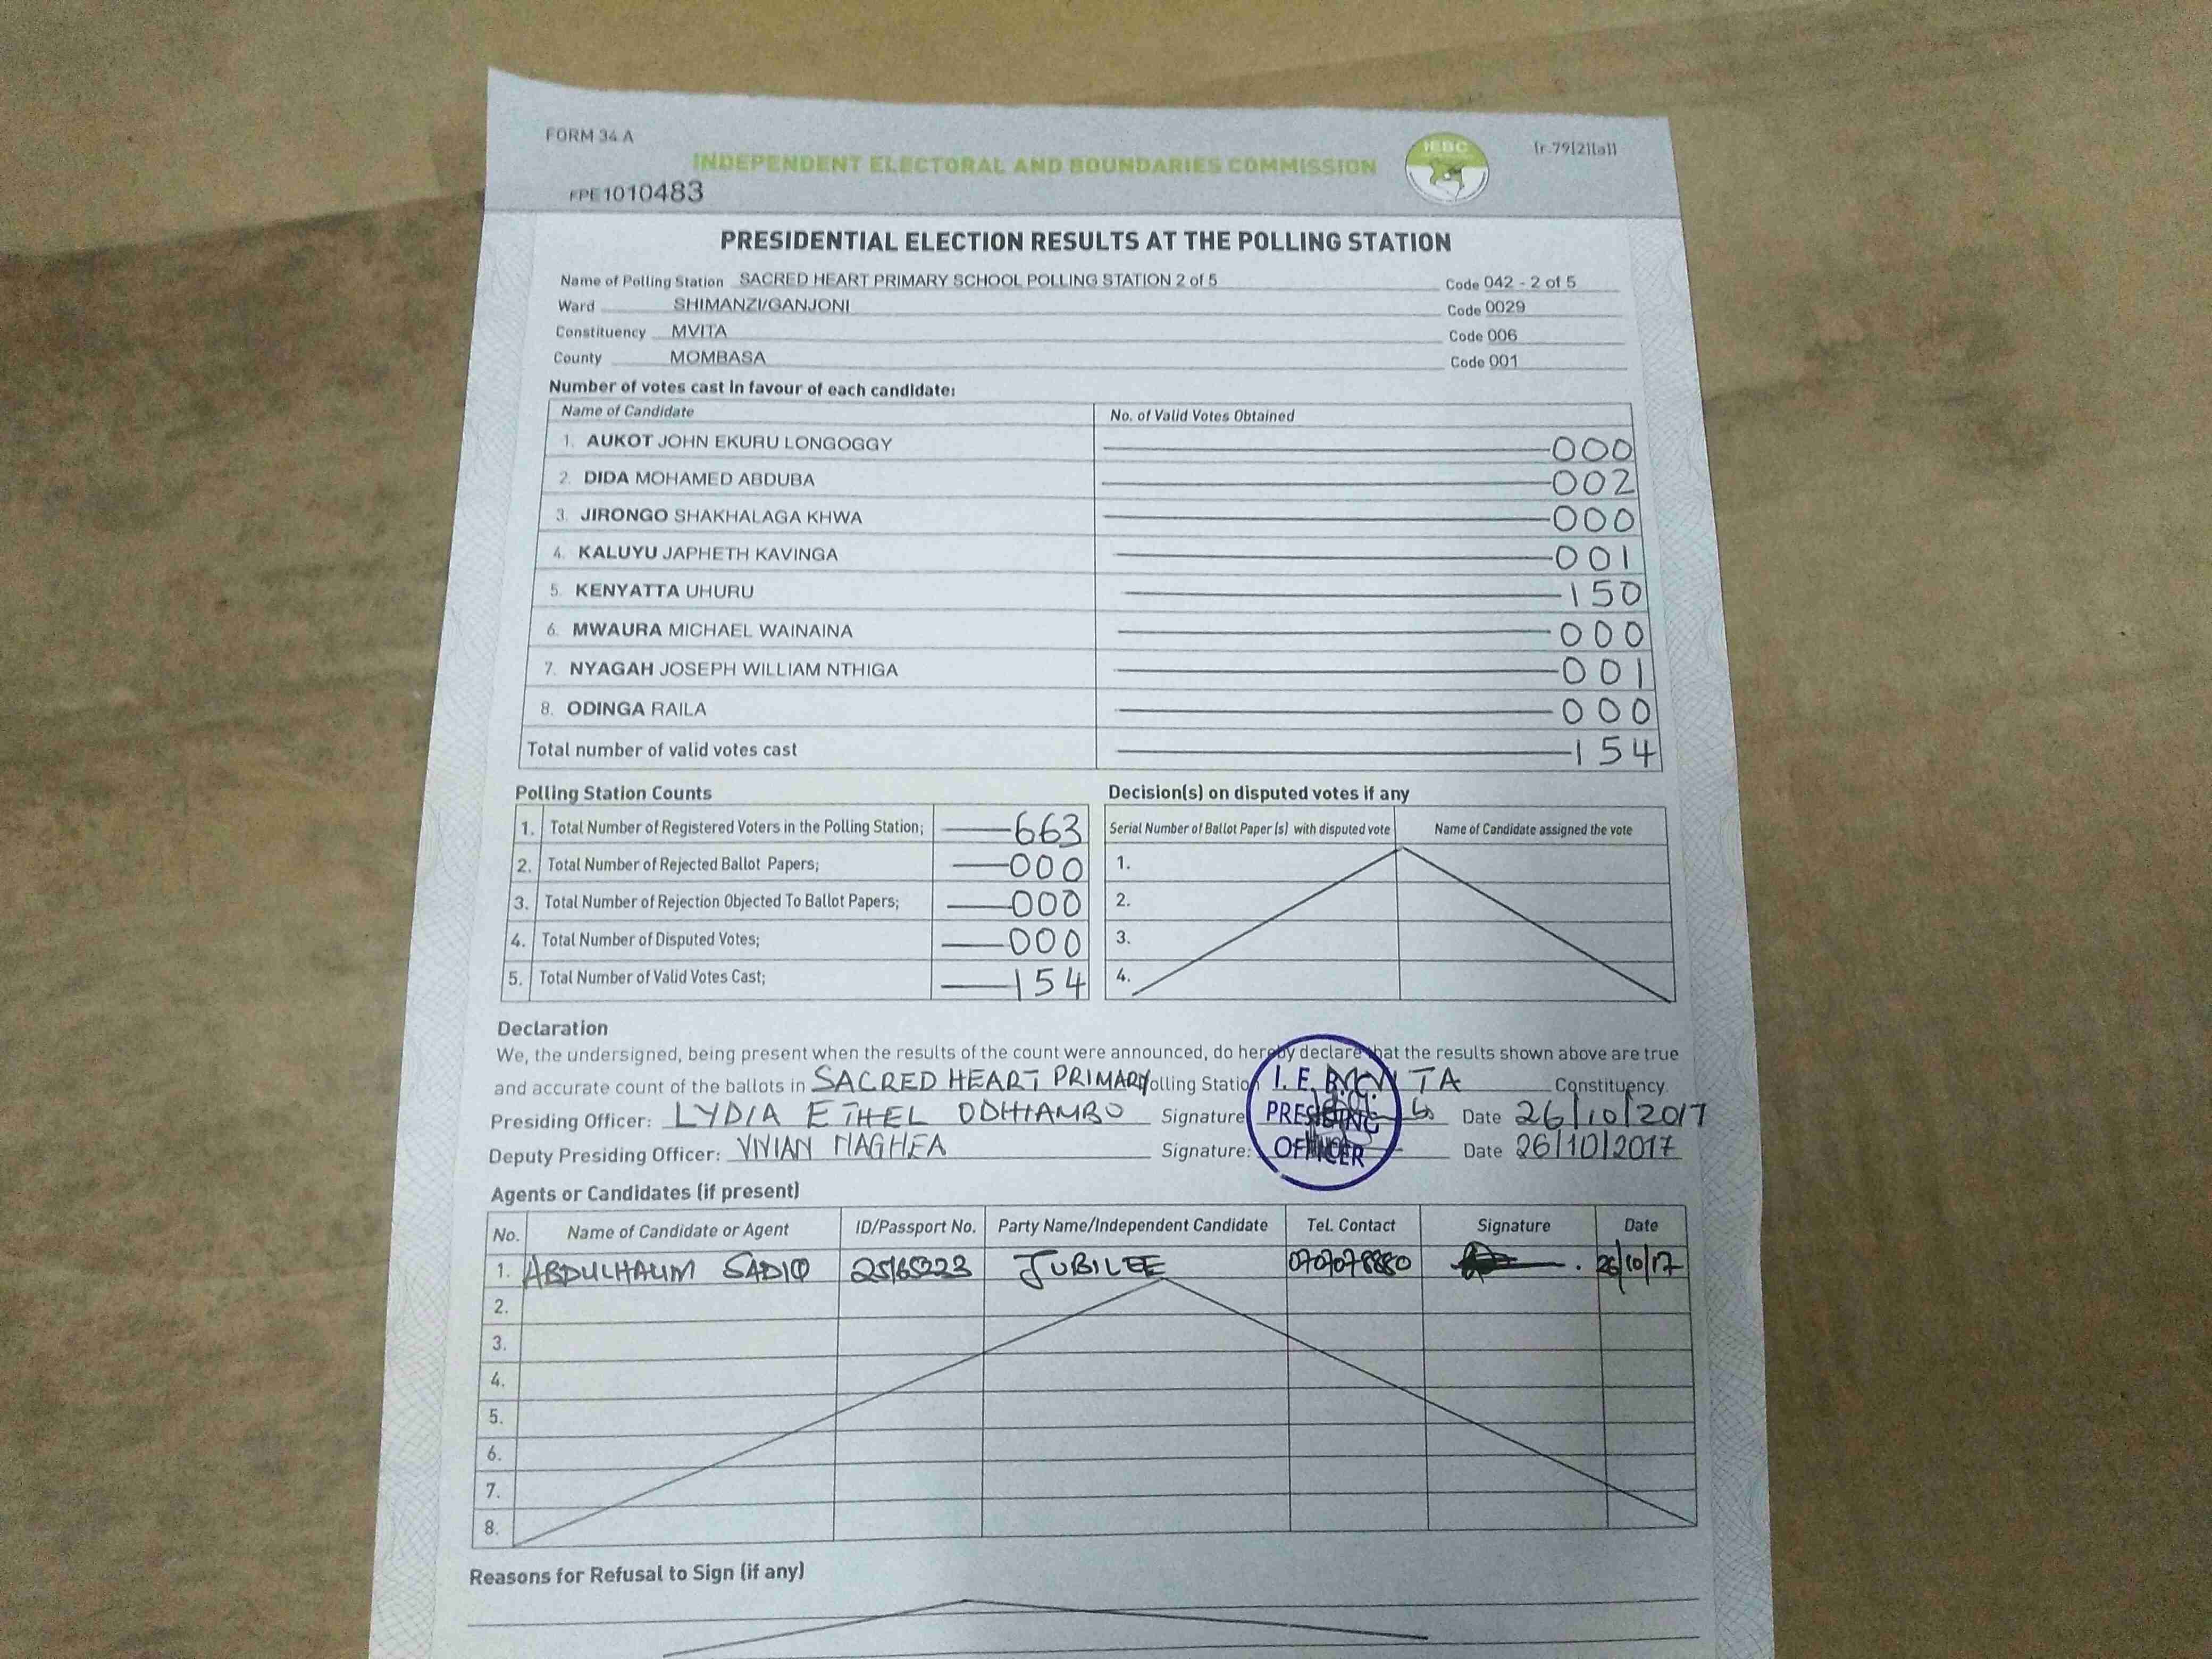 FORM 34 A
INDEPENDENT ELECTORAL AND BOUNDARIES COMMISSION
IEBC
(r.79(2)(a))
FPE1010483
PRESIDENTIAL ELECTION RESULTS AT THE POLLING STATION
Name of Polling Station SACRED HEART PRIMARY SCHOOL POLLING STATION 2 of 5 Code 042 - 2 of 5
Ward SHIMANZI/GANJONI Code 0029
Constituency MVITA Code 006
County MOMBASA Code 001
Number of votes cast in favour of each candidate:
Name of Candidate No. of Valid Votes Obtained
1. AUKOT JOHN EKURU LONGOGGY 000
2. DIDA MOHAMED ABDUBA 002
3. JIRONGO SHAKHALAGA KHWA 000
4. KALUYU JAPHETH KAVINGA 001
5. KENYATTA UHURU 150
6. MWAURA MICHAEL WAINAINA 000
7. NYAGAH JOSEPH WILLIAM NTHIGA 001
8. ODINGA RAILA 000
Total number of valid votes cast 154
Polling Station Counts
1. Total Number of Registered Voters in the Polling Station; 663
2. Total Number of Rejected Ballot Papers; 000
3. Total Number of Rejection Objected To Ballot Papers; 000
4. Total Number of Disputed Votes; 000
5. Total Number of Valid Votes Cast; 154
Decision(s) on disputed votes if any
Serial Number of Ballot Paper (s) with disputed vote Name of Candidate assigned the vote
1.
2.
3.
4.
Declaration
We, the undersigned, being present when the results of the count were announced, do hereby declare that the results shown above are true
and accurate count of the ballots in SACRED HEART PRIMARY olling Station MVITA Constituency.
Presiding Officer: LYDIA ETHEL ODHIAMBO Signature Date 26/10/2017
Deputy Presiding Officer: VIVIAN MAGHEA Signature: Date 26/10/2017
I. E. B. C.
PRESIDING
OFFICER
Agents or Candidates (if present)
No. Name of Candidate or Agent ID/Passport No. Party Name/Independent Candidate Tel. Contact Signature Date
1. ABDULHALIM SADIQ JUBILEE 26/10/17
2.
3.
4.
5.
6.
7.
8.
Reasons for Refusal to Sign (if any)